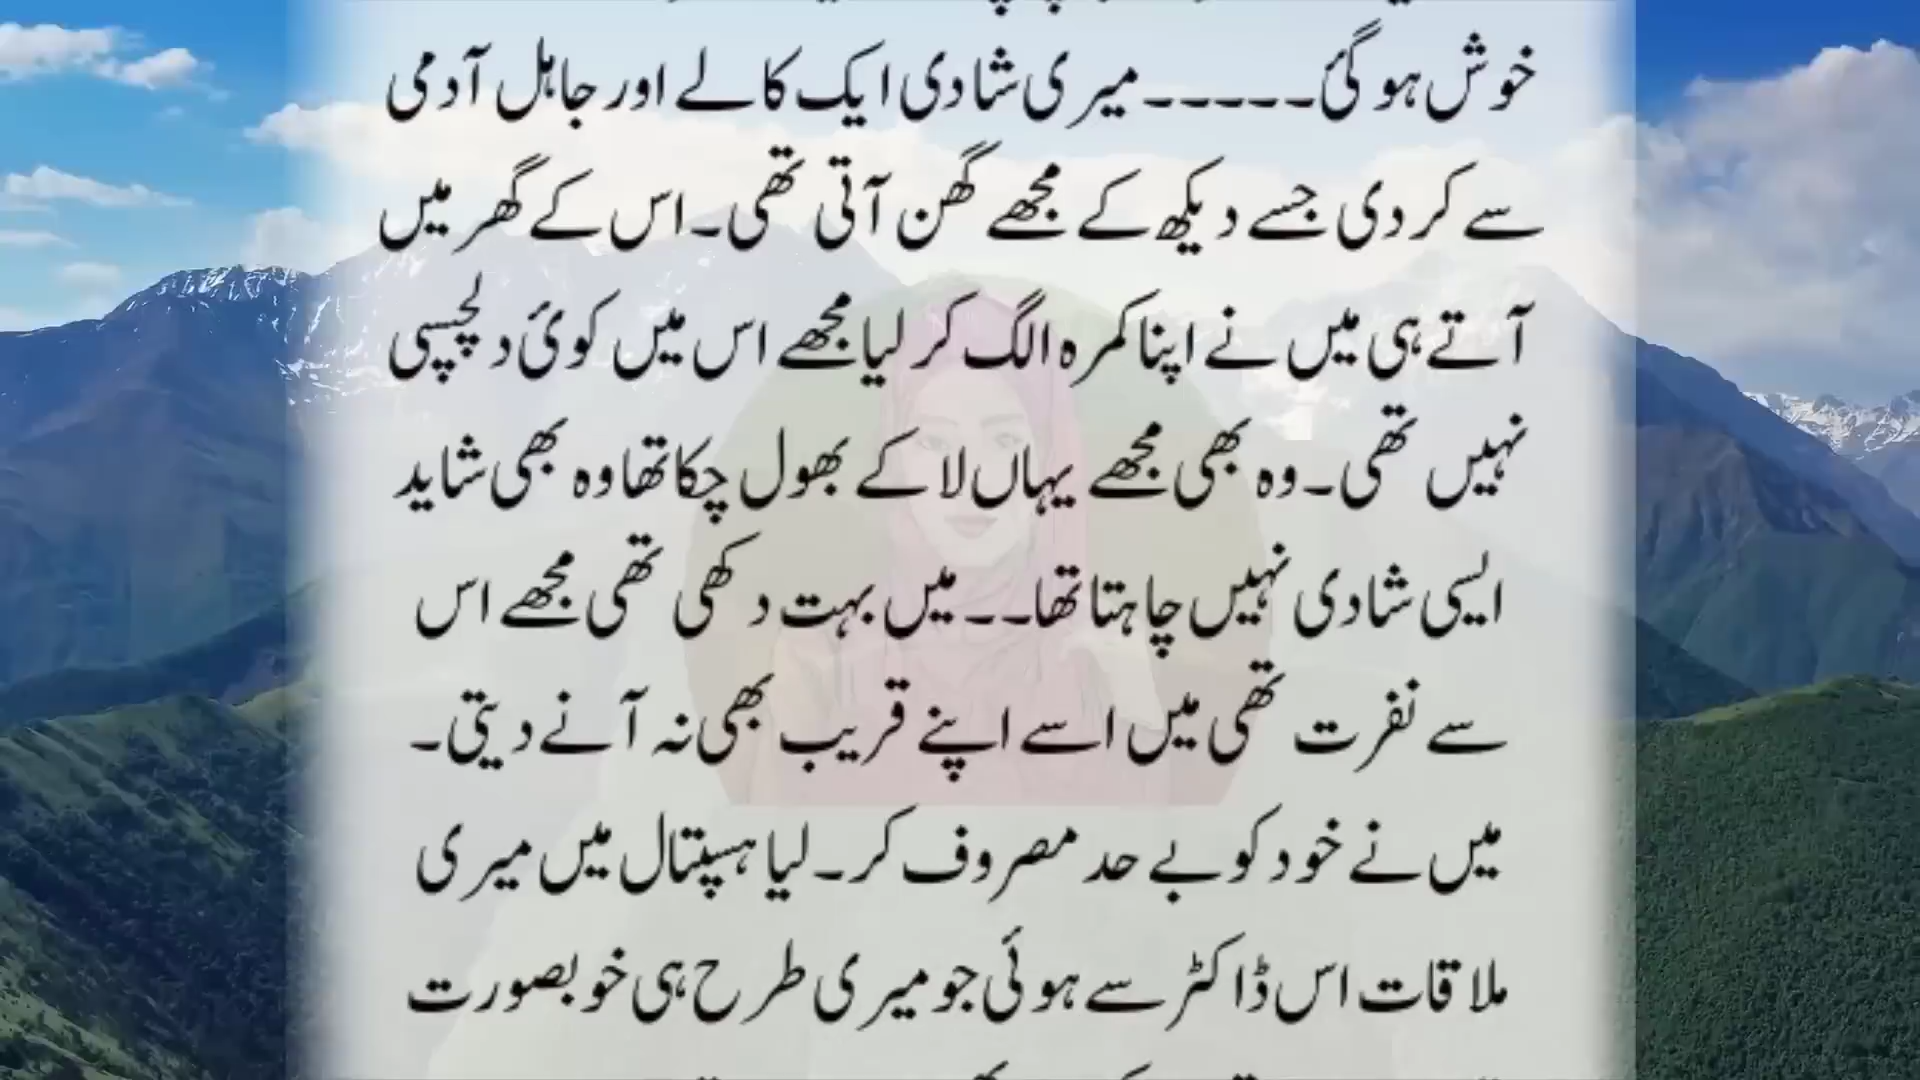 خوش ہو گئ ۔۔۔۔۔ میری شادی ایک کالے اور جاہل آدمی
سے کر دی جسے دیکھ کے مجھے گھن آتی تھی۔ اس کے گھر میں
آتے ہی میں نے اپنا کمرہ الگ کر لیا مجھے اس میں کوئ دلچسپی
نہیں تھی۔ وہ بھی مجھے یہاں لا کے بھول چکا تھا وہ بھی شاید
ایسی شادی نہیں چاہتا تھا۔۔ میں بہت دکھی تھی مجھے اس
سے نفرت تھی میں اسے اپنے قریب بھی نہ آنے دیتی۔
میں نے خود کو بے حد مصروف کر۔ لیا ہسپتال میں میری
ملاقات اس ڈاکٹر سے ہوئی جو میری طرح ہی خوبصورت